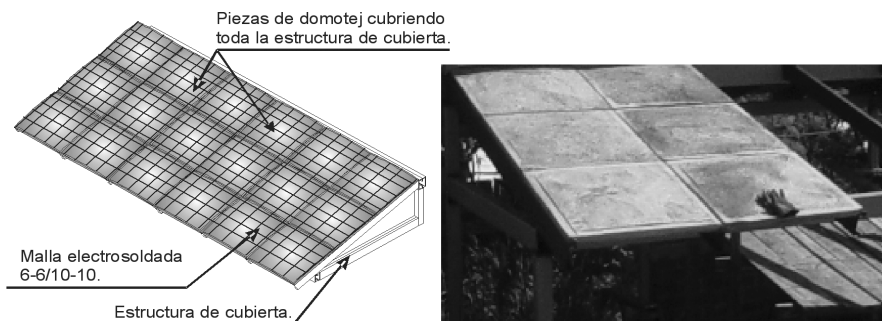 Piezas de domotej cubriendo
toda la estructura de cubierta.
Malla electrosoldada
6-6/10-10.
Estructura de cubierta.